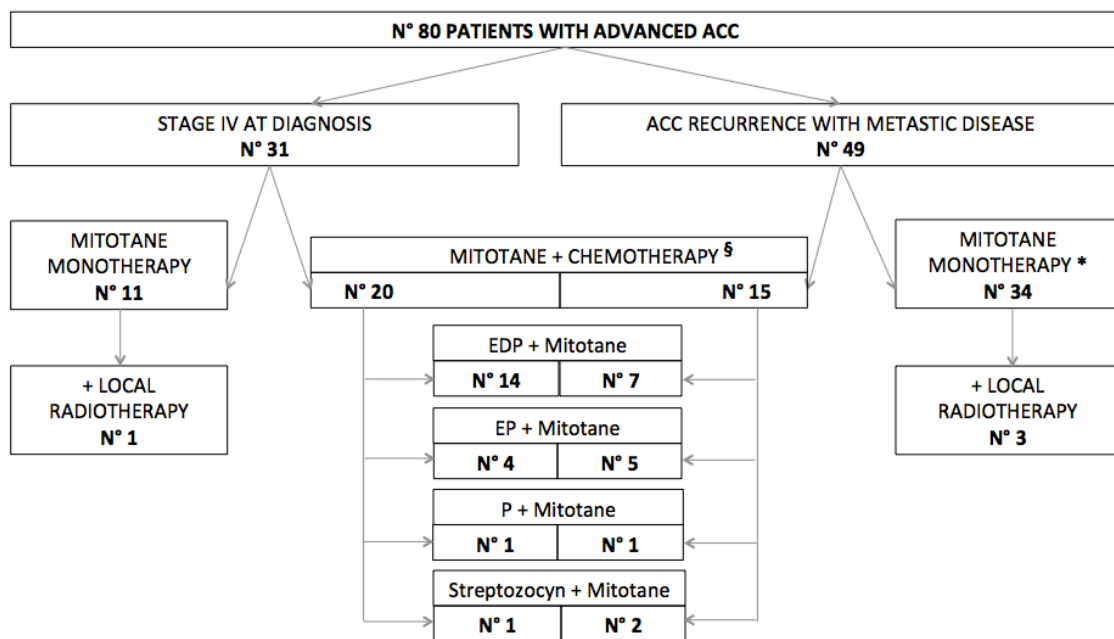 N° 80 PATIENTS WITH ADVANCED ACC
STAGE IV AT DIAGNOSIS
N° 31
ACC RECURRENCE WITH METASTIC DISEASE
N° 49
MITOTANE
MONOTHERAPY
N° 11
MITOTANE + CHEMOTHERAPY §
N° 20
N° 15
MITOTANE
MONOTHERAPY *
N° 34
+ LOCAL
RADIOTHERAPY
N° 1
EDP + Mitotane
N° 14
N° 7
+ LOCAL
RADIOTHERAPY
N° 3
EP + Mitotane
N° 4
N° 5
P + Mitotane
N° 1
N° 1
Streptozocyn + Mitotane
N° 1
N° 2